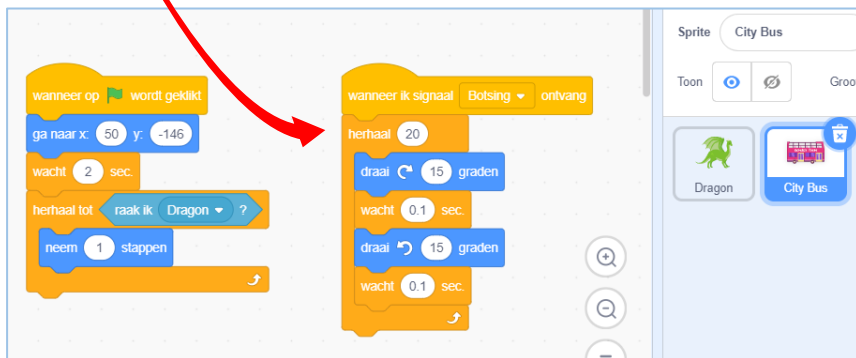 wanneer op wordt geklikt
ga naar x: 50 y: -146
wacht 2 sec.
herhaal tot raak ik Dragon ?
neem 1 stappen
wanneer ik signaal Botsing ontvang
herhaal 20
draai 15 graden
wacht 0.1 sec.
draai 15 graden
wacht 0.1 sec.
Sprite City Bus
Toon Groo
Dragon
City Bus